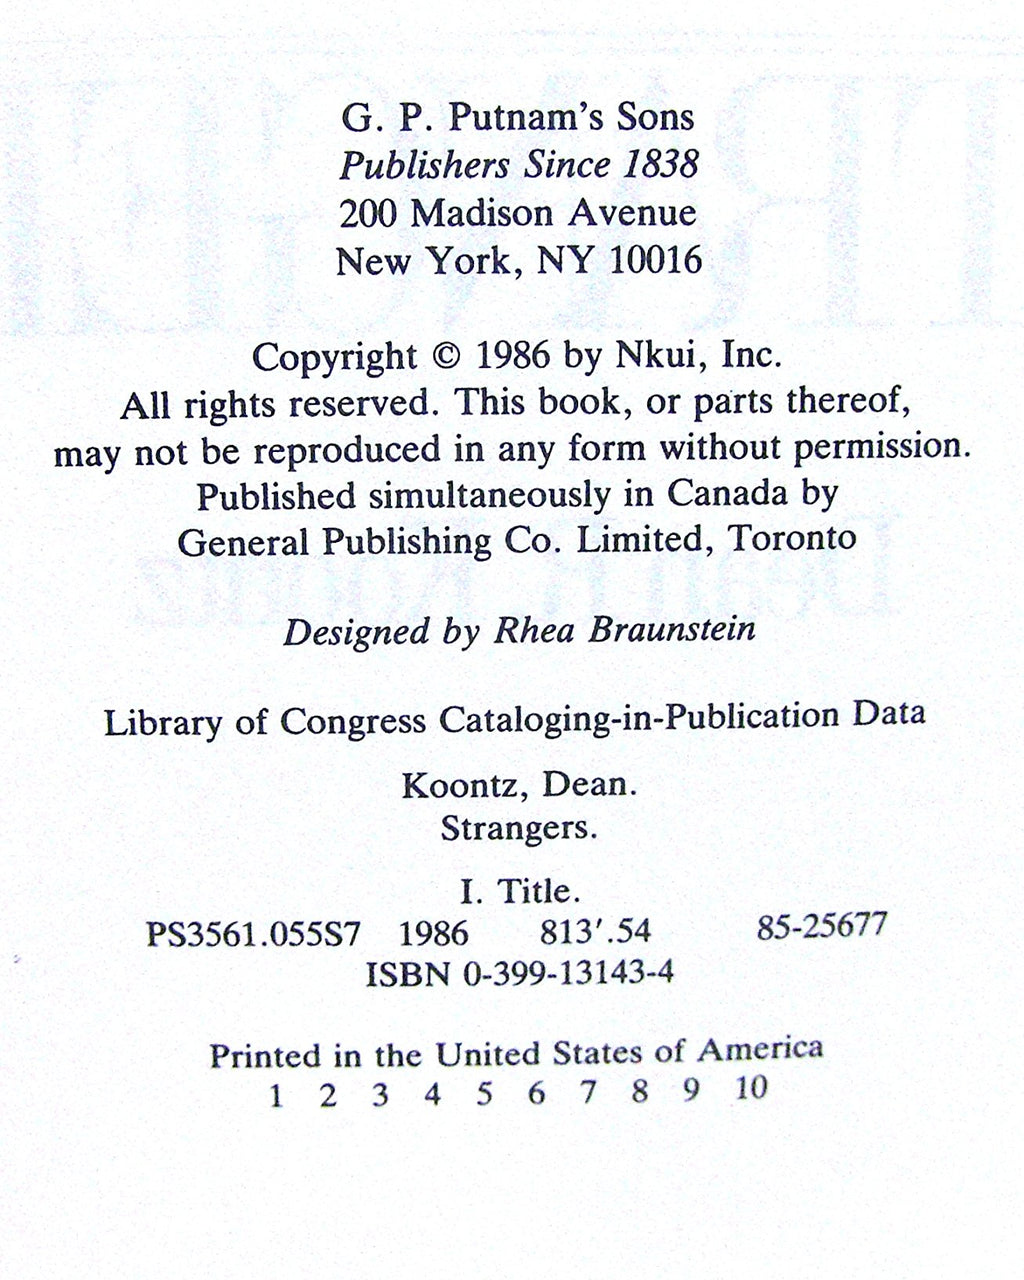 G. P. Putnam's Sons
Publishers Since 1838
200 Madison Avenue
New York, NY 10016
Copyright © 1986 by Nkui, Inc.
All rights reserved. This book, or parts thereof,
may not be reproduced in any form without permission.
Published simultaneously in Canada by
General Publishing Co. Limited, Toronto
Designed by Rhea Braunstein
Library of Congress Cataloging-in-Publication Data
Koontz, Dean.
Strangers.
I. Title.
PS3561.055S7 1986 813′.54 85-25677
ISBN 0-399-13143-4
Printed in the United States of America
1 2 3 4 5 6 7 8 9 10